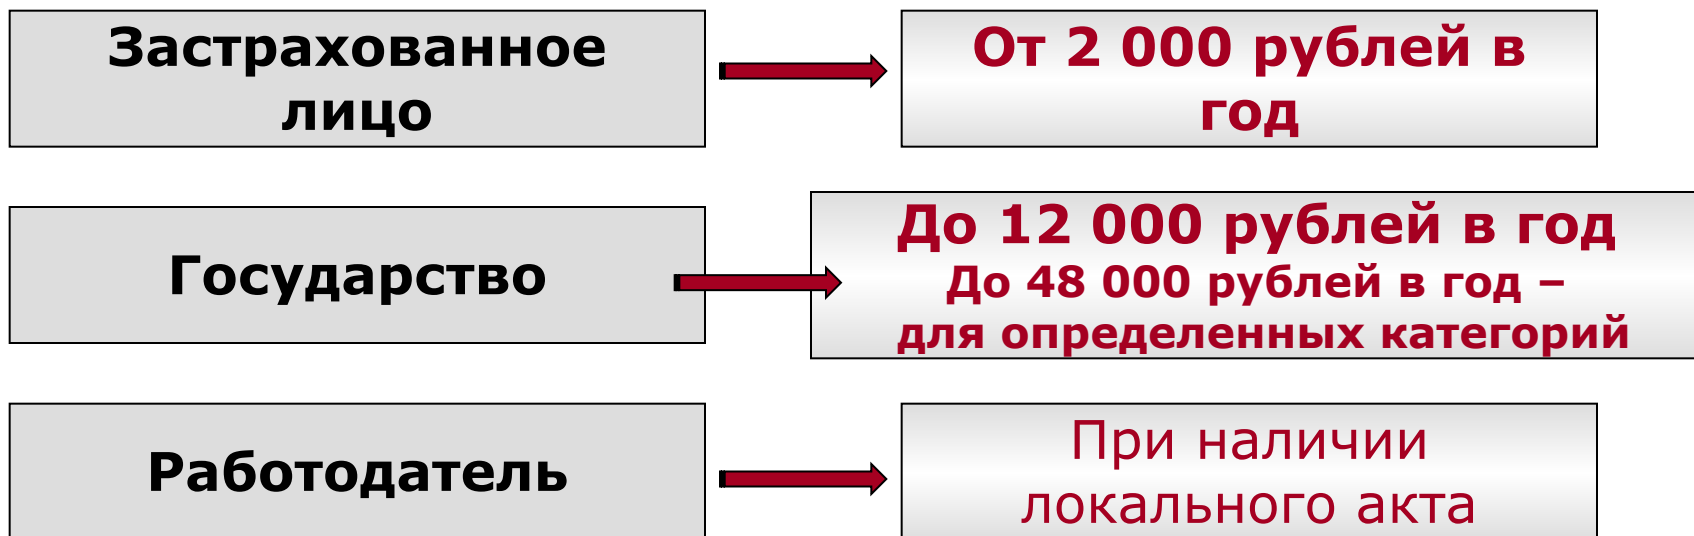 Застрахованное
лицо
От 2 000 рублей в
год
Государство
До 12 000 рублей в год
До 48 000 рублей в год –
для определенных категорий
Работодатель
При наличии
локального акта